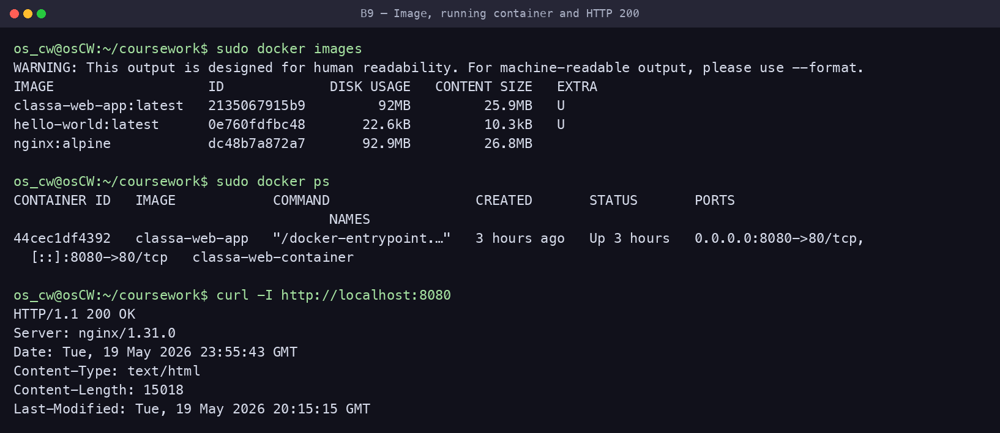 B9 — Image, running container and HTTP 200
os_cw@osCW:~/coursework$ sudo docker images
WARNING: This output is designed for human readability. For machine-readable output, please use --format.
IMAGE                   ID             DISK USAGE   CONTENT SIZE   EXTRA
classa-web-app:latest   2135067915b9         92MB         25.9MB   U
hello-world:latest      0e760fdfbc48       22.6kB         10.3kB   U
nginx:alpine            dc48b7a872a7       92.9MB         26.8MB
os_cw@osCW:~/coursework$ sudo docker ps
CONTAINER ID   IMAGE            COMMAND                  CREATED       STATUS       PORTS
NAMES
44cec1df4392   classa-web-app   "/docker-entrypoint.…"   3 hours ago   Up 3 hours   0.0.0.0:8080->80/tcp,
[::]:8080->80/tcp   classa-web-container
os_cw@osCW:~/coursework$ curl -I http://localhost:8080
HTTP/1.1 200 OK
Server: nginx/1.31.0
Date: Tue, 19 May 2026 23:55:43 GMT
Content-Type: text/html
Content-Length: 15018
Last-Modified: Tue, 19 May 2026 20:15:15 GMT